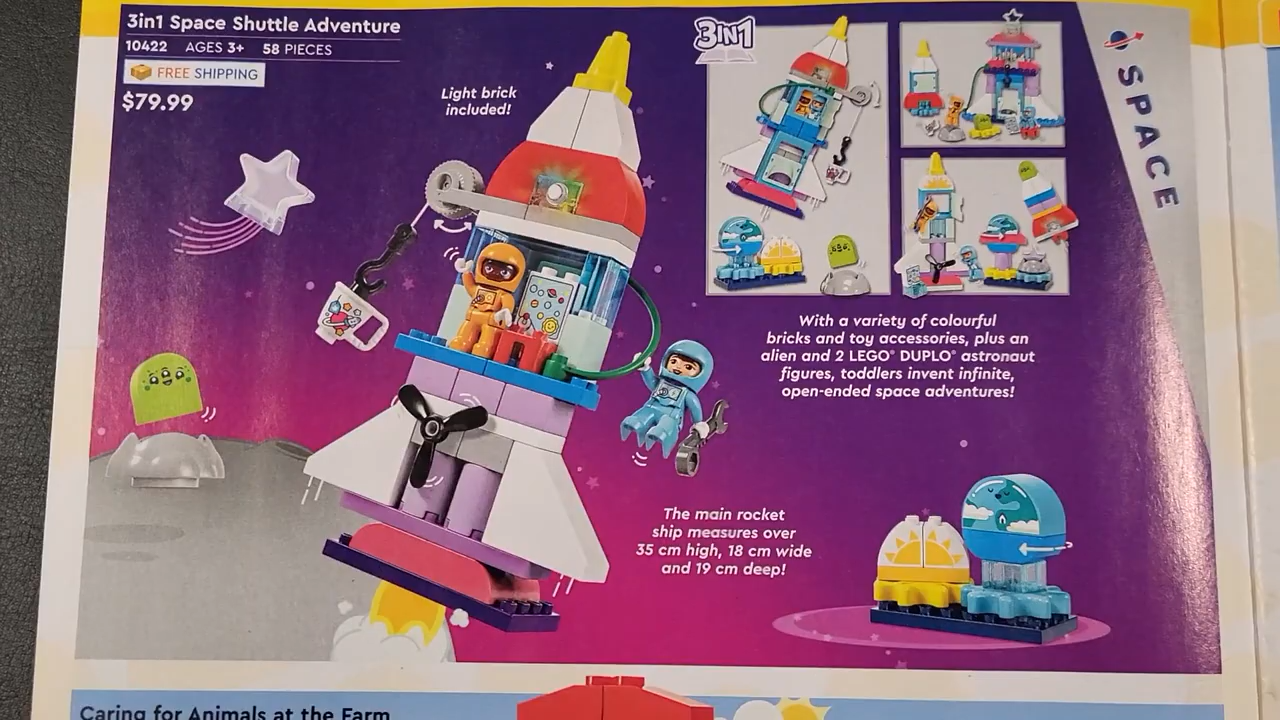 3in1 Space Shuttle Adventure
10422 AGES 3+ 58 PIECES
FREE SHIPPING
$79.99
Light brick
included!
3IN1
SPACE
With a variety of colourful
bricks and toy accessories, plus an
alien and 2 LEGO® DUPLO® astronaut
figures, toddlers invent infinite,
open-ended space adventures!
The main rocket
ship measures over
35 cm high, 18 cm wide
and 19 cm deep!
Caring for Animals at the Farm